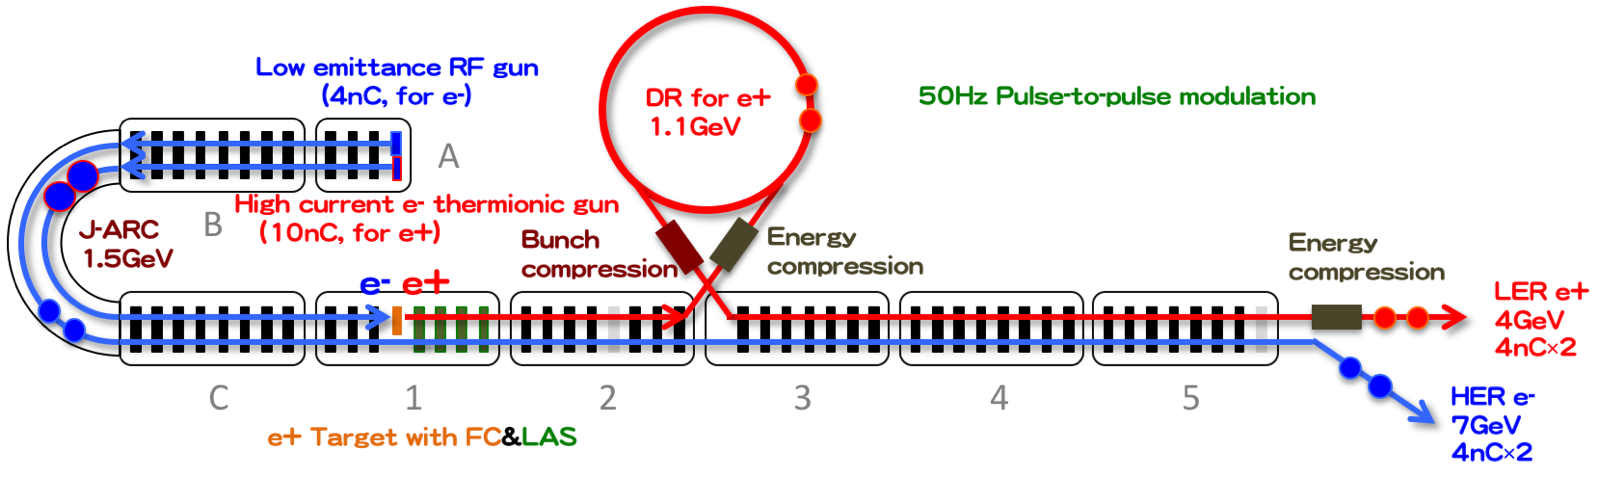 Low emittance RF gun
(4nC, for e-)
DR for e+
1.1GeV
50Hz Pulse-to-pulse modulation
A
B
High current e- thermionic gun
(10nC, for e+)
J-ARC
1.5GeV
Bunch
compression
Energy
compression
Energy
compression
e- e+
LER e+
4GeV
4nC×2
C
1
2
3
4
5
HER e-
7GeV
4nC×2
e+ Target with FC&LAS